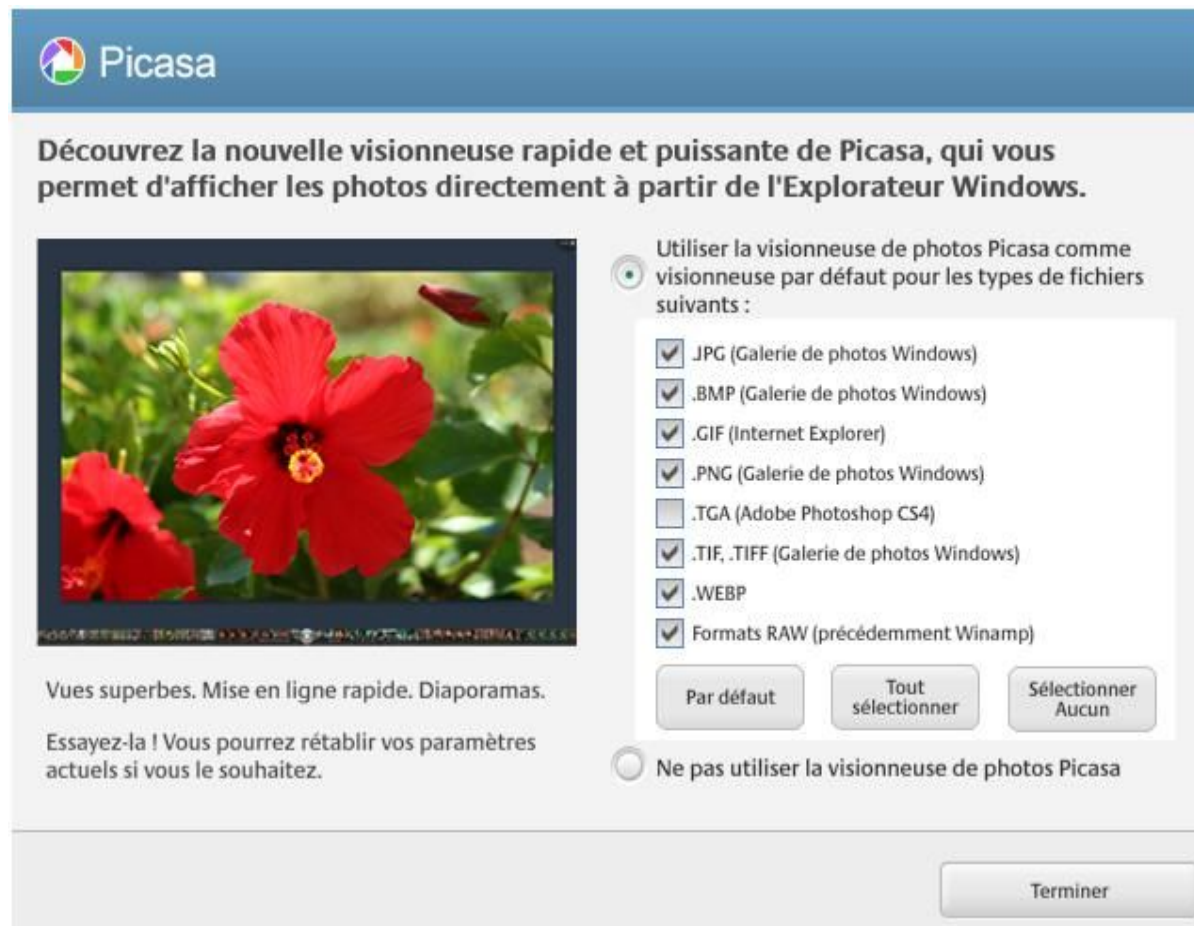 Picasa
Découvrez la nouvelle visionneuse rapide et puissante de Picasa, qui vous
permet d'afficher les photos directement à partir de l'Explorateur Windows.
Utiliser la visionneuse de photos Picasa comme
visionneuse par défaut pour les types de fichiers
suivants :
.JPG (Galerie de photos Windows)
.BMP (Galerie de photos Windows)
.GIF (Internet Explorer)
.PNG (Galerie de photos Windows)
.TGA (Adobe Photoshop CS4)
.TIF, .TIFF (Galerie de photos Windows)
.WEBP
Formats RAW (précédemment Winamp)
Par défaut
Tout
sélectionner
Sélectionner
Aucun
Vues superbes. Mise en ligne rapide. Diaporamas.
Essayez-la ! Vous pourrez rétablir vos paramètres
actuels si vous le souhaitez.
Ne pas utiliser la visionneuse de photos Picasa
Terminer